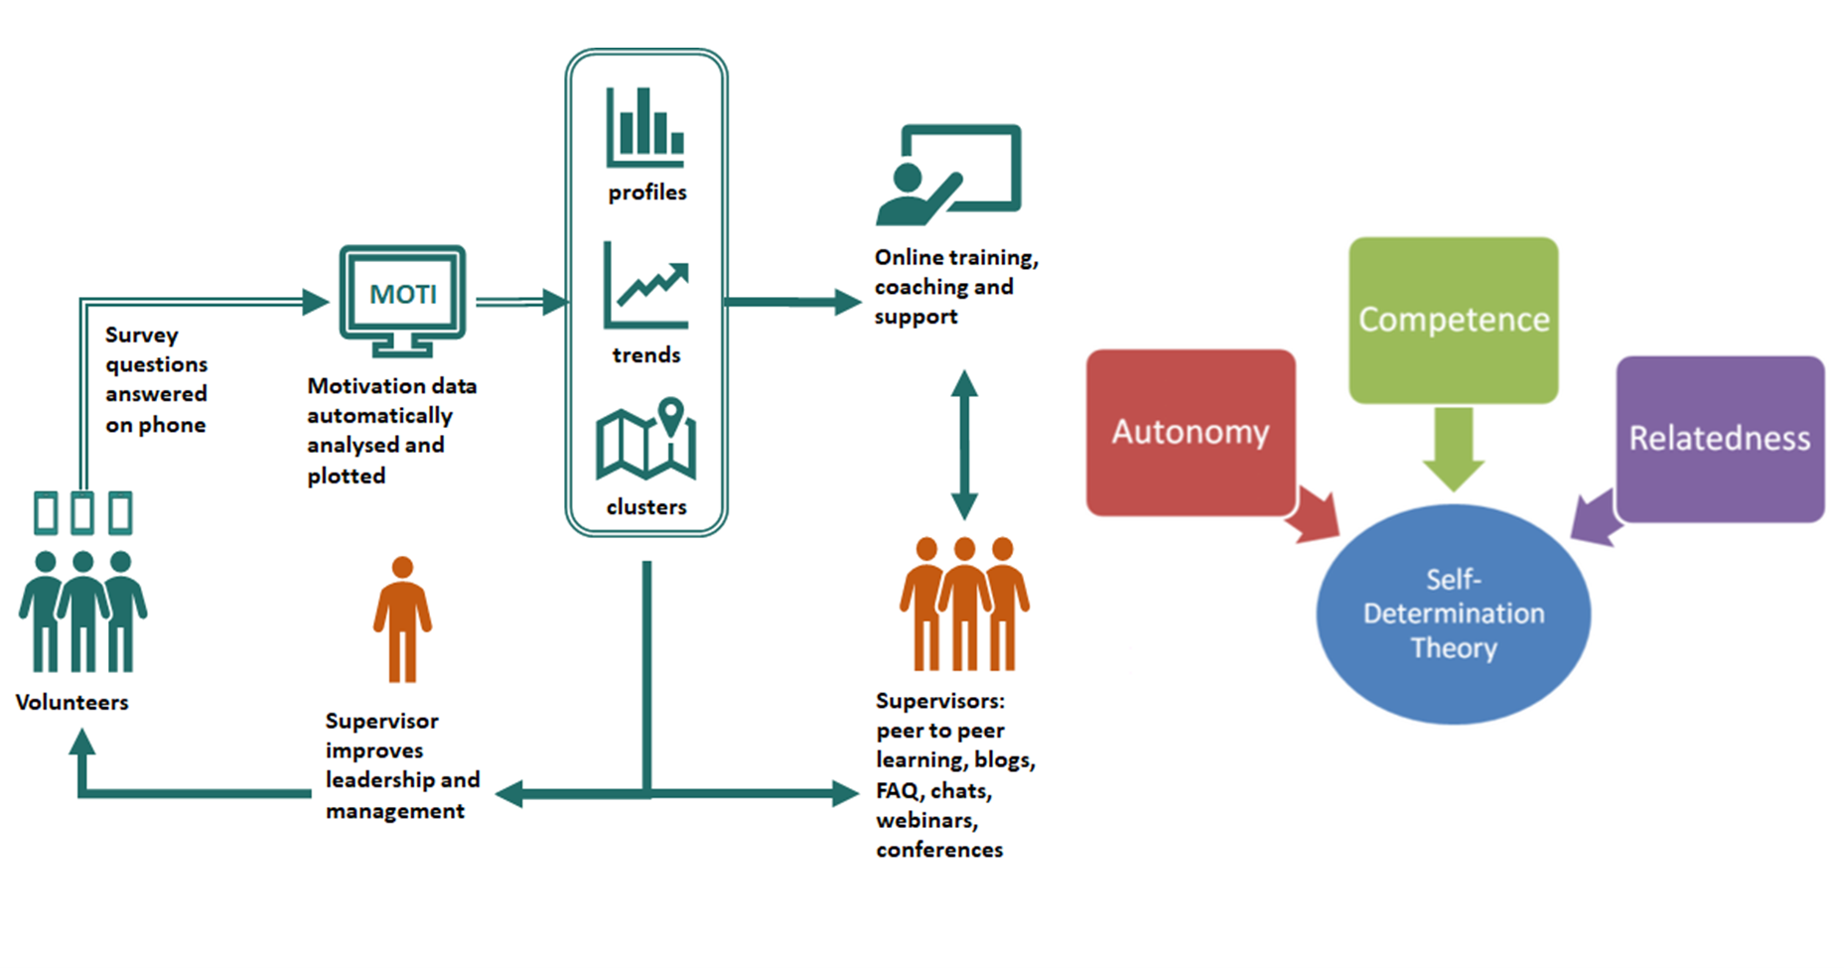 profiles
trends
clusters
MOTI
Survey
questions
answered
on phone
Motivation data
automatically
analysed and
plotted
Online training,
coaching and
support
Volunteers
Supervisor
improves
leadership and
management
Supervisors:
peer to peer
learning, blogs,
FAQ, chats,
webinars,
conferences
Autonomy
Competence
Relatedness
Self-
Determination
Theory